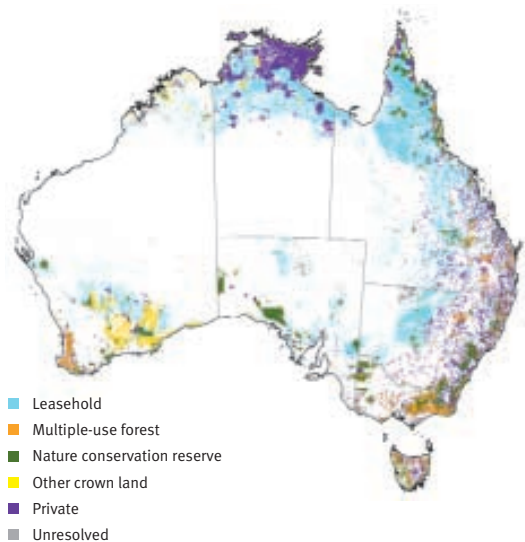 Leasehold
Multiple-use forest
Nature conservation reserve
Other crown land
Private
Unresolved